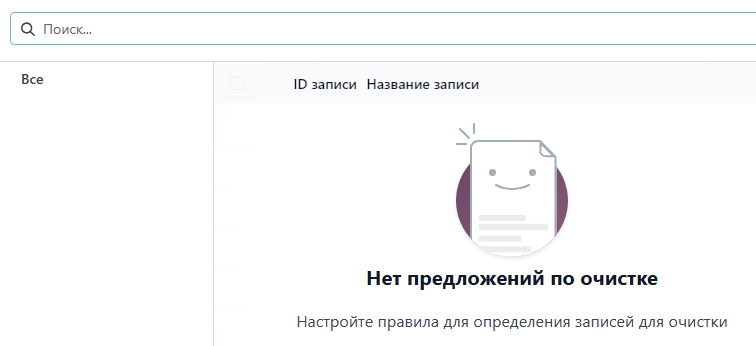 Поиск...
Все
ID записи Название записи
Нет предложений по очистке
Настройте правила для определения записей для очистки